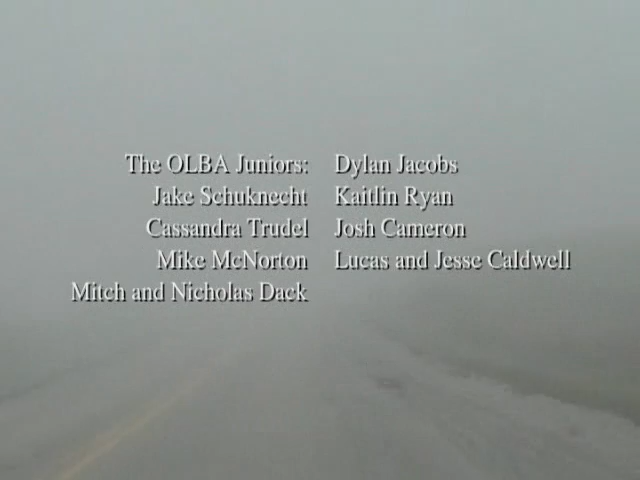 The OLBA Juniors: Dylan Jacobs
Jake Schuknecht Kaitlin Ryan
Cassandra Trudel Josh Cameron
Mike McNorton Lucas and Jesse Caldwell
Mitch and Nicholas Dack